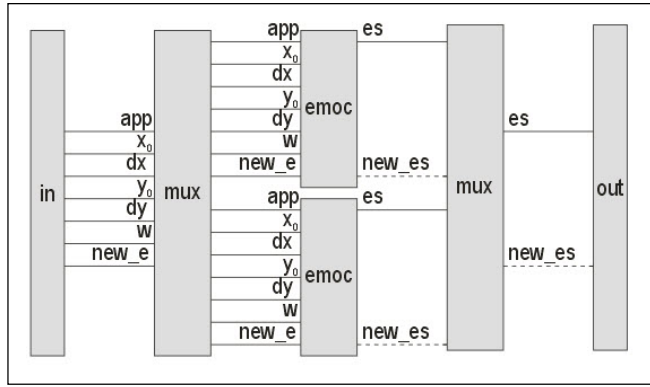 app es
x₀
dx
y₀
emoc
dy
es
app
w
x₀
new_e new_es
dx
in
y₀
mux
app es
mux
out
dy
x₀
w
dx
new_e
y₀
new_es
emoc
dy
w
new_e new_es